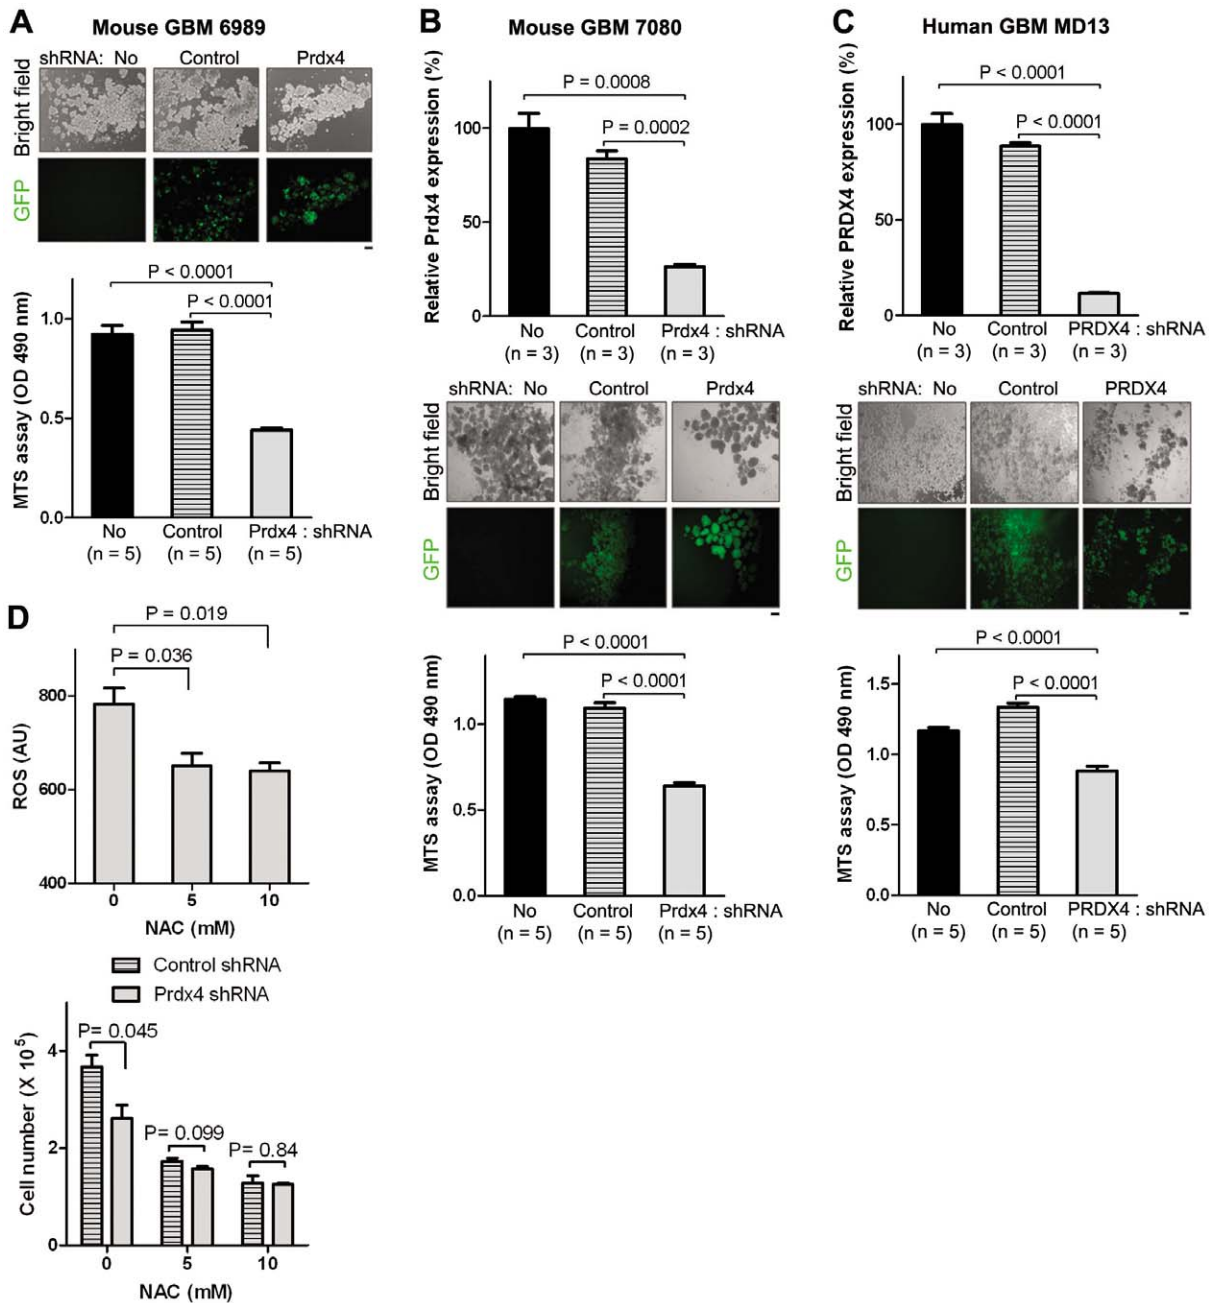 A
Mouse GBM 6989
shRNA: No Control Prdx4
Bright field
GFP
P < 0.0001
P < 0.0001
MTS assay (OD 490 nm)
1.0
0.5
0.0
No Control Prdx4 : shRNA
(n = 5) (n = 5) (n = 5)
B
Mouse GBM 7080
P = 0.0008
P = 0.0002
Relative Prdx4 expression (%)
100
50
0
No Control Prdx4 : shRNA
(n = 3) (n = 3) (n = 3)
shRNA: No Control Prdx4
Bright field
GFP
P < 0.0001
P < 0.0001
MTS assay (OD 490 nm)
1.0
0.5
0.0
No Control Prdx4 : shRNA
(n = 5) (n = 5) (n = 5)
C
Human GBM MD13
P < 0.0001
P < 0.0001
Relative PRDX4 expression (%)
100
50
0
No Control PRDX4 : shRNA
(n = 3) (n = 3) (n = 3)
shRNA: No Control PRDX4
Bright field
GFP
P < 0.0001
P < 0.0001
MTS assay (OD 490 nm)
1.5
1.0
0.5
0.0
No Control PRDX4 : shRNA
(n = 5) (n = 5) (n = 5)
D
P = 0.019
P = 0.036
ROS (AU)
800
600
400
0 5 10
NAC (mM)
Control shRNA
Prdx4 shRNA
P= 0.045
P= 0.099
P= 0.84
Cell number (X 10⁵)
4
2
0
0 5 10
NAC (mM)